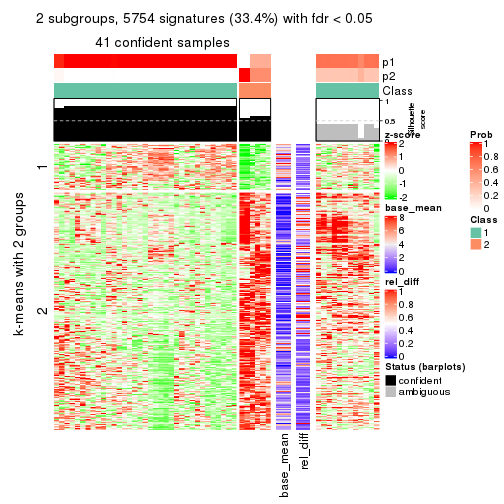 2 subgroups, 5754 signatures (33.4%) with fdr < 0.05
41 confident samples
p1
p2
Class
1
0.5
0
Silhouette
score
k-means with 2 groups
1
2
base_mean
rel_diff
z-score
2
1
0
-1
-2
base_mean
8
6
4
2
0
rel_diff
1
0.8
0.6
0.4
0.2
0
Status (barplots)
confident
ambiguous
Prob
1
0.8
0.6
0.4
0.2
0
Class
1
2